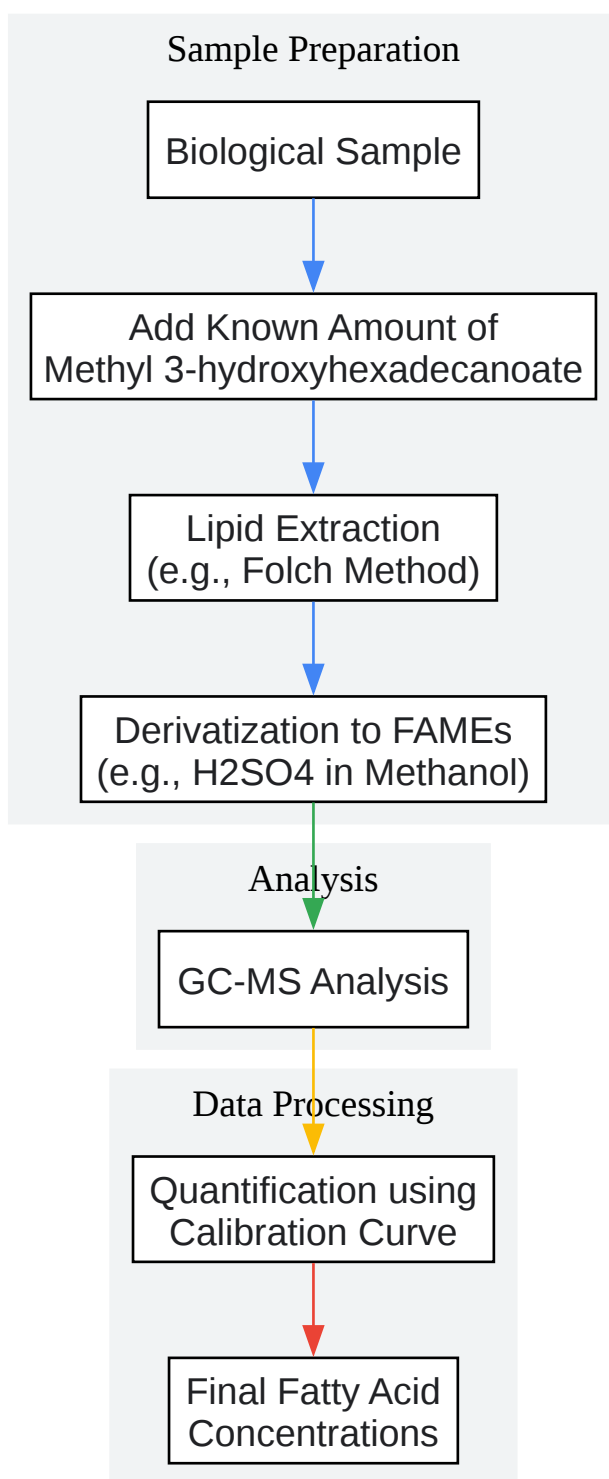 Sample Preparation
Biological Sample
Add Known Amount of
Methyl 3-hydroxyhexadecanoate
Lipid Extraction
(e.g., Folch Method)
Derivatization to FAMEs
(e.g., H2SO4 in Methanol)
Analysis
GC-MS Analysis
Data Processing
Quantification using
Calibration Curve
Final Fatty Acid
Concentrations